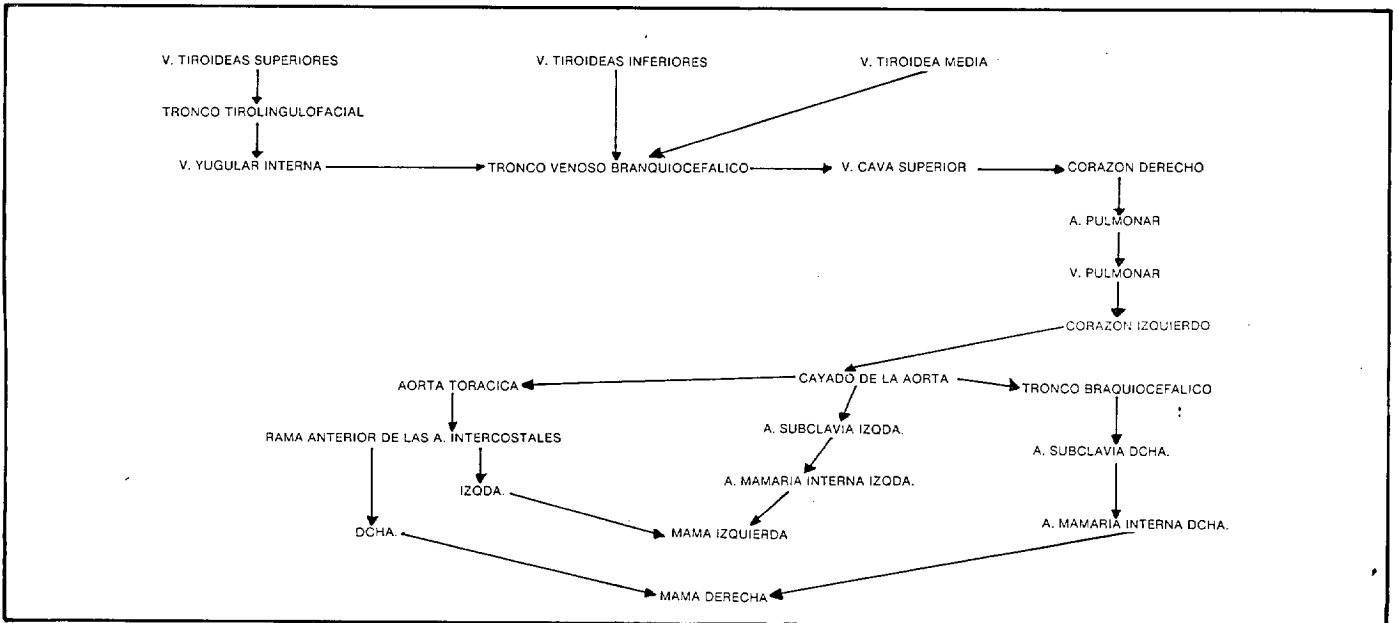 V. TIROIDEAS SUPERIORES V. TIROIDEAS INFERIORES V. TIROIDEA MEDIA
TRONCO TIROLINGULOFACIAL
V. YUGULAR INTERNA TRONCO VENOSO BRANQUIOCEFALICO V. CAVA SUPERIOR CORAZON DERECHO
A. PULMONAR
V. PULMONAR
CORAZON IZQUIERDO
AORTA TORACICA CAYADO DE LA AORTA TRONCO BRAQUIOCEFALICO
RAMA ANTERIOR DE LAS A. INTERCOSTALES A. SUBCLAVIA IZQDA. A. SUBCLAVIA DCHA.
IZQDA. A. MAMARIA INTERNA IZQDA.
DCHA. MAMA IZQUIERDA A. MAMARIA INTERNA DCHA.
MAMA DERECHA